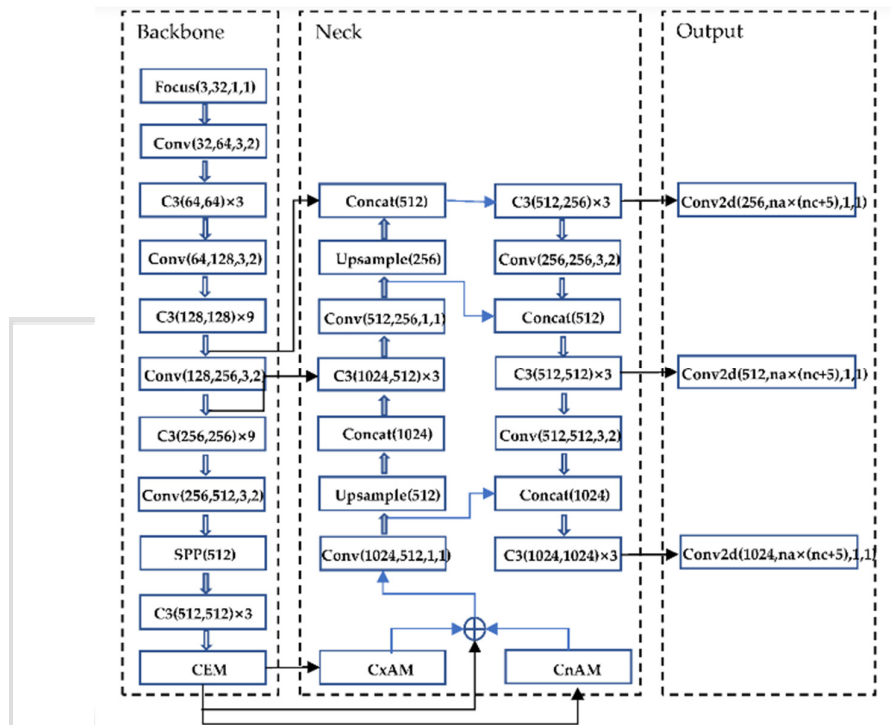 Backbone
Focus(3,32,1,1)
Conv(32,64,3,2)
C3(64,64)×3
Conv(64,128,3,2)
C3(128,128)×9
Conv(128,256,3,2)
C3(256,256)×9
Conv(256,512,3,2)
SPP(512)
C3(512,512)×3
CEM
Neck
Concat(512)
Upsample(256)
Conv(512,256,1,1)
C3(1024,512)×3
Concat(1024)
Upsample(512)
Conv(1024,512,1,1)
CxAM
C3(512,256)×3
Conv(256,256,3,2)
Concat(512)
C3(512,512)×3
Conv(512,512,3,2)
Concat(1024)
C3(1024,1024)×3
CnAM
Output
Conv2d(256,na×(nc+5),1,1)
Conv2d(512,na×(nc+5),1,1)
Conv2d(1024,na×(nc+5),1,1)